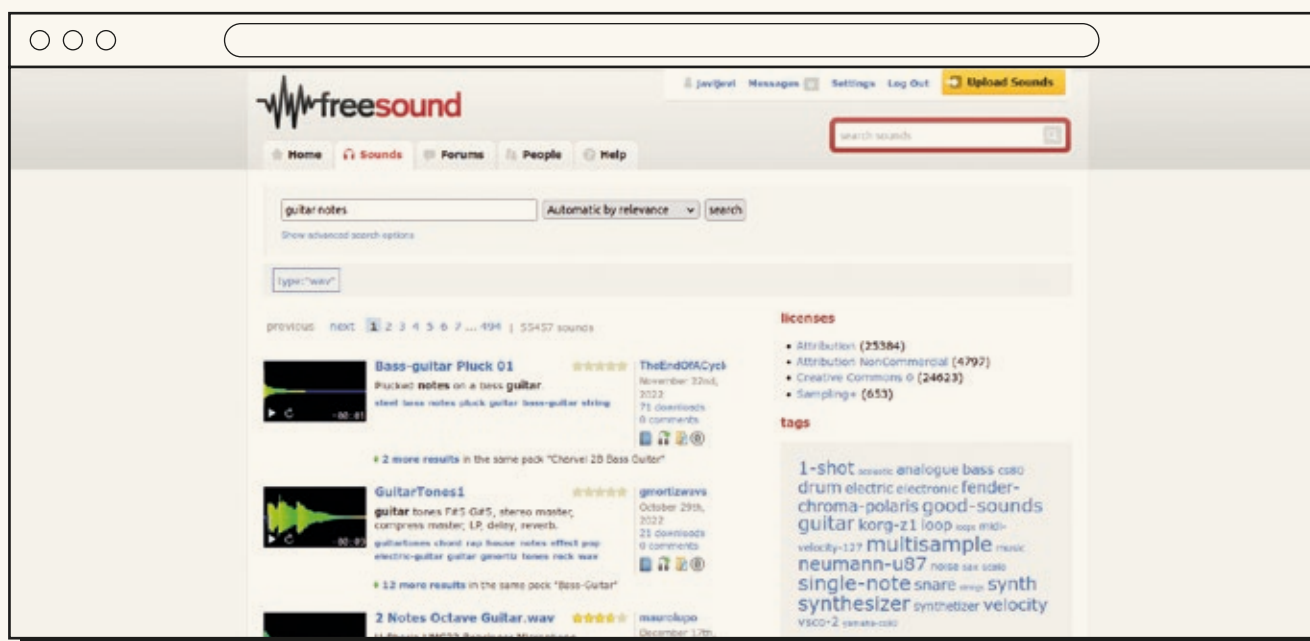 javijevi Messages Settings Log Out Upload Sounds
freesound
search sounds
Home Sounds Forums People Help
guitar notes Automatic by relevance search
Show advanced search options
type:"wav"
previous next 1 2 3 4 5 6 7 ... 494 | 55457 sounds
Bass-guitar Pluck 01
Plucked notes on a bass guitar.
steel bass notes pluck guitar bass-guitar string
-00:01
TheEndOfACycl
November 22nd,
2022
71 downloads
0 comments
2 more results in the same pack "Charvel 2B Bass Guitar"
GuitarTones1
guitar tones F#5 G#5, stereo master,
compress master, LP, delay, reverb.
guitartones chord rap house notes effect pop
electric-guitar guitar gmortiz tones rock wav
gmortizwavs
October 29th,
2022
21 downloads
0 comments
12 more results in the same pack "Bass-Guitar"
2 Notes Octave Guitar.wav
maurolupo
December 17th,
licenses
Attribution (25384)
Attribution NonCommercial (4797)
Creative Commons 0 (24623)
Sampling+ (653)
tags
1-shot acoustic analogue bass cs80
drum electric electronic fender-
chroma-polaris good-sounds
guitar korg-z1 loop midi-
velocity-127 multisample music
neumann-u87 noise sax scale
single-note snare strings synth
synthesizer synthetizer velocity
vsco-2 yamaha-cs80